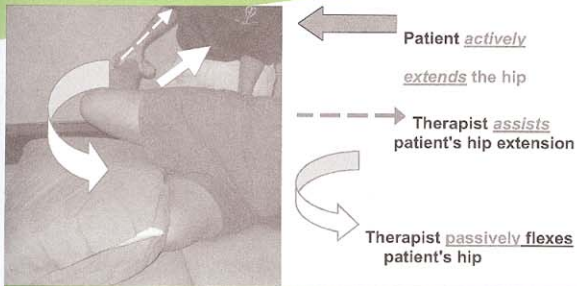 Patient actively
extends the hip
Therapist assists
patient's hip extension
Therapist passively flexes
patient's hip